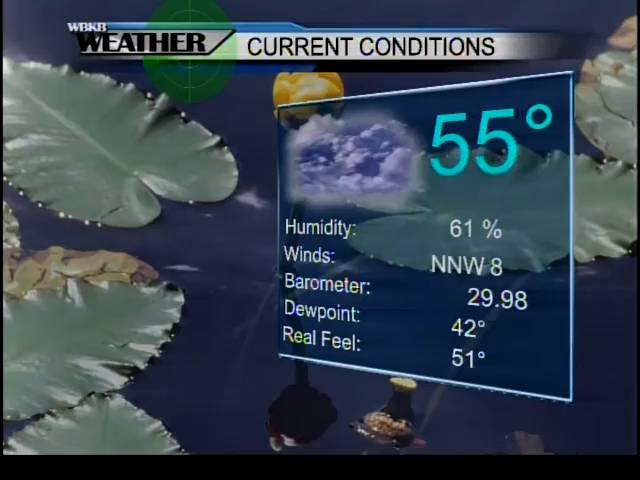 WBKB
WEATHER
CURRENT CONDITIONS
55°
Humidity: 61 %
Winds: NNW 8
Barometer: 29.98
Dewpoint: 42°
Real Feel: 51°